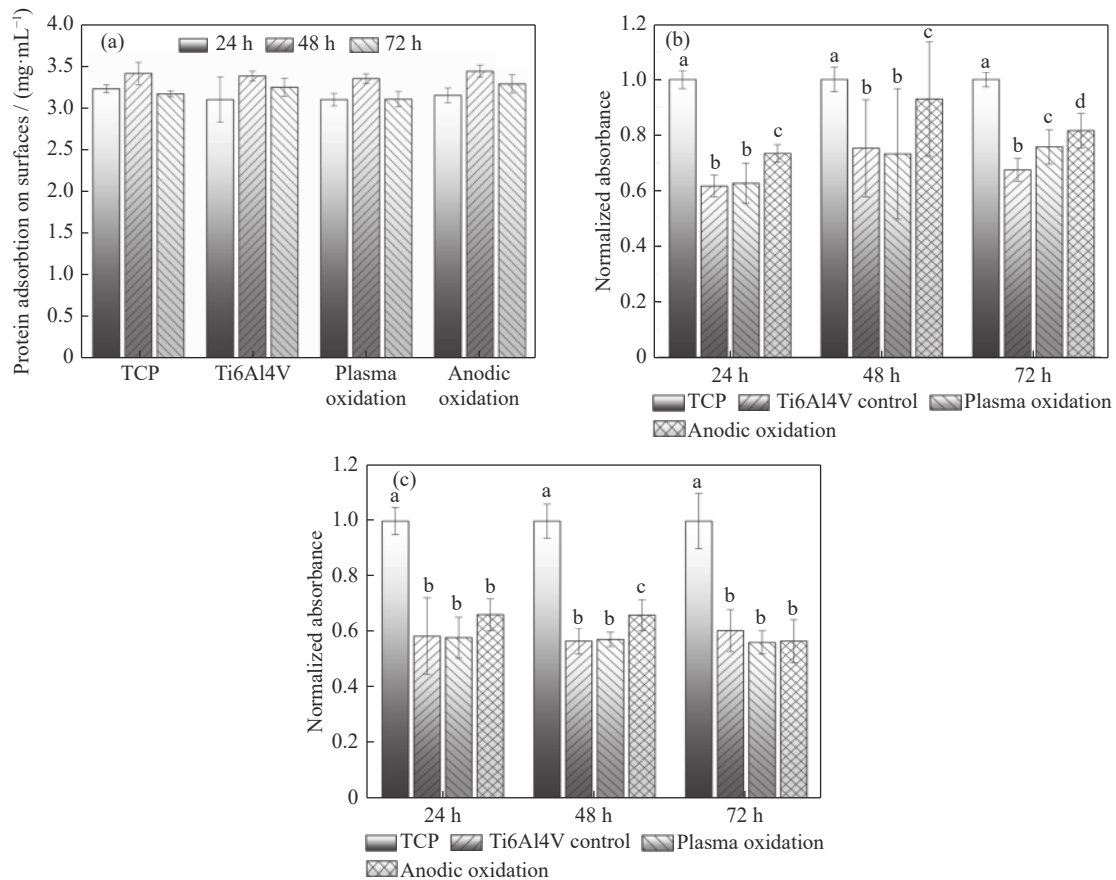 (a)
24 h 48 h 72 h
Protein adsorbtion on surfaces / (mg·mL⁻¹)
4.0
3.5
3.0
2.5
2.0
1.5
1.0
0.5
0
TCP Ti6Al4V Plasma oxidation Anodic oxidation
(b)
Normalized absorbance
1.2
1.0
0.8
0.6
0.4
0.2
0
a b b c a b b c a b c d
24 h 48 h 72 h
TCP Ti6Al4V control Plasma oxidation
Anodic oxidation
(c)
Normalized absorbance
1.2
1.0
0.8
0.6
0.4
0.2
0
a b b b a b b c a b b b
24 h 48 h 72 h
TCP Ti6Al4V control Plasma oxidation
Anodic oxidation